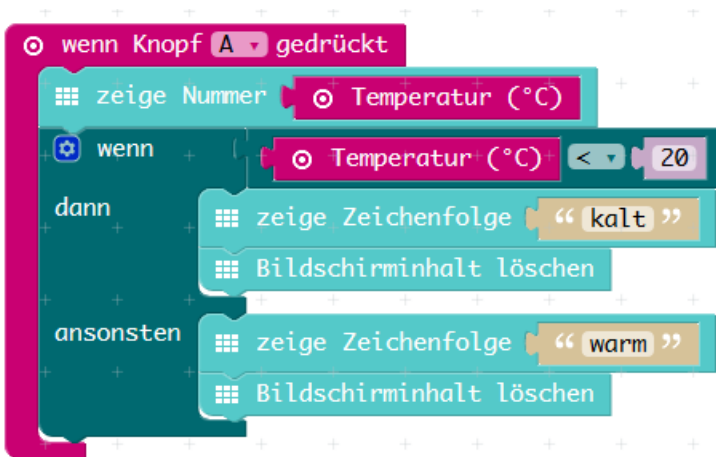 wenn Knopf A gedrückt
zeige Nummer Temperatur (°C)
wenn Temperatur (°C) < 20
dann zeige Zeichenfolge “ kalt ”
Bildschirminhalt löschen
ansonsten zeige Zeichenfolge “ warm ”
Bildschirminhalt löschen